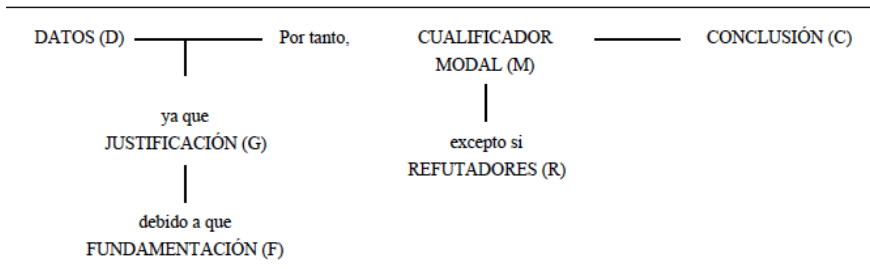 DATOS (D) Por tanto, CUALIFICADOR CONCLUSIÓN (C)
MODAL (M)
ya que
JUSTIFICACIÓN (G)
excepto si
REFUTADORES (R)
debido a que
FUNDAMENTACIÓN (F)